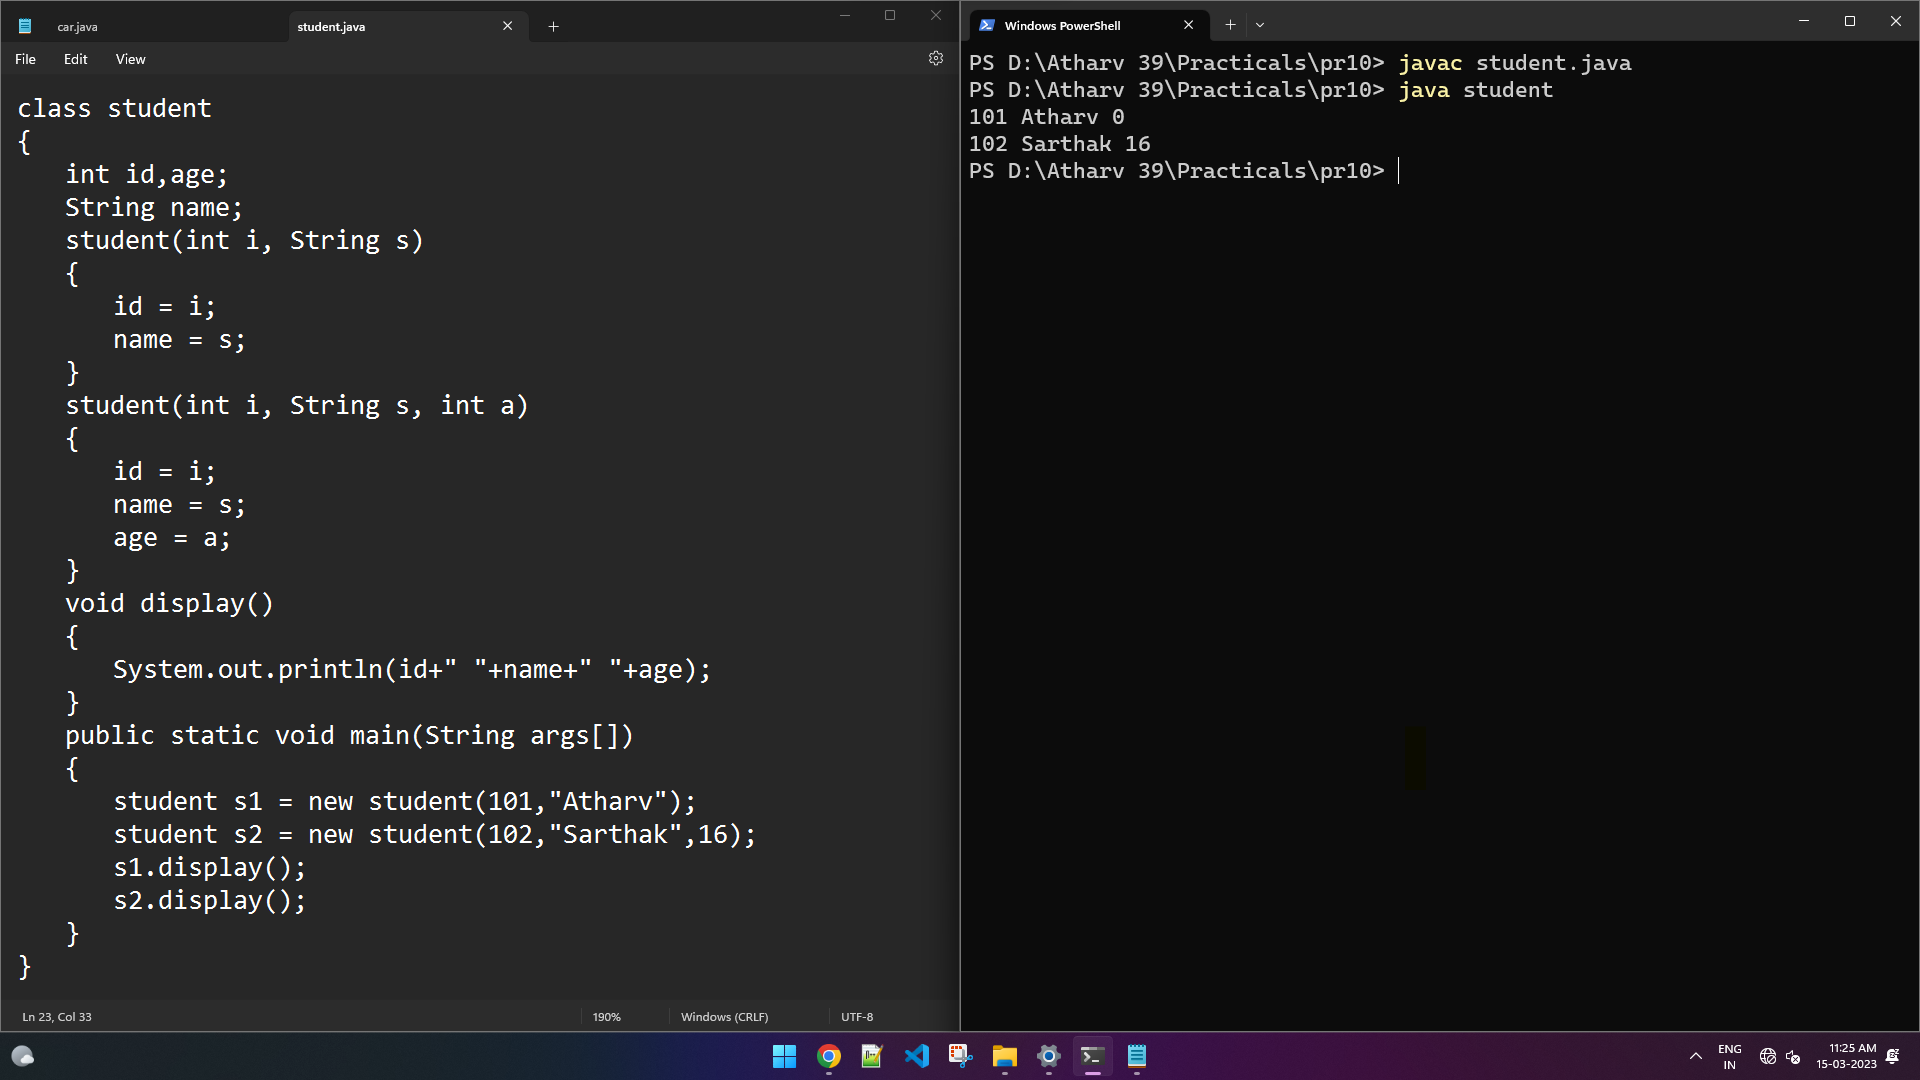 car.java
student.java
File Edit View
class student
{
int id,age;
String name;
student(int i, String s)
{
id = i;
name = s;
}
student(int i, String s, int a)
{
id = i;
name = s;
age = a;
}
void display()
{
System.out.println(id+" "+name+" "+age);
}
public static void main(String args[])
{
student s1 = new student(101,"Atharv");
student s2 = new student(102,"Sarthak",16);
s1.display();
s2.display();
}
}
Ln 23, Col 33
190%
Windows (CRLF)
UTF-8
Windows PowerShell
PS D:\Atharv 39\Practicals\pr10> javac student.java
PS D:\Atharv 39\Practicals\pr10> java student
101 Atharv 0
102 Sarthak 16
PS D:\Atharv 39\Practicals\pr10>
ENG
IN
11:25 AM
15-03-2023